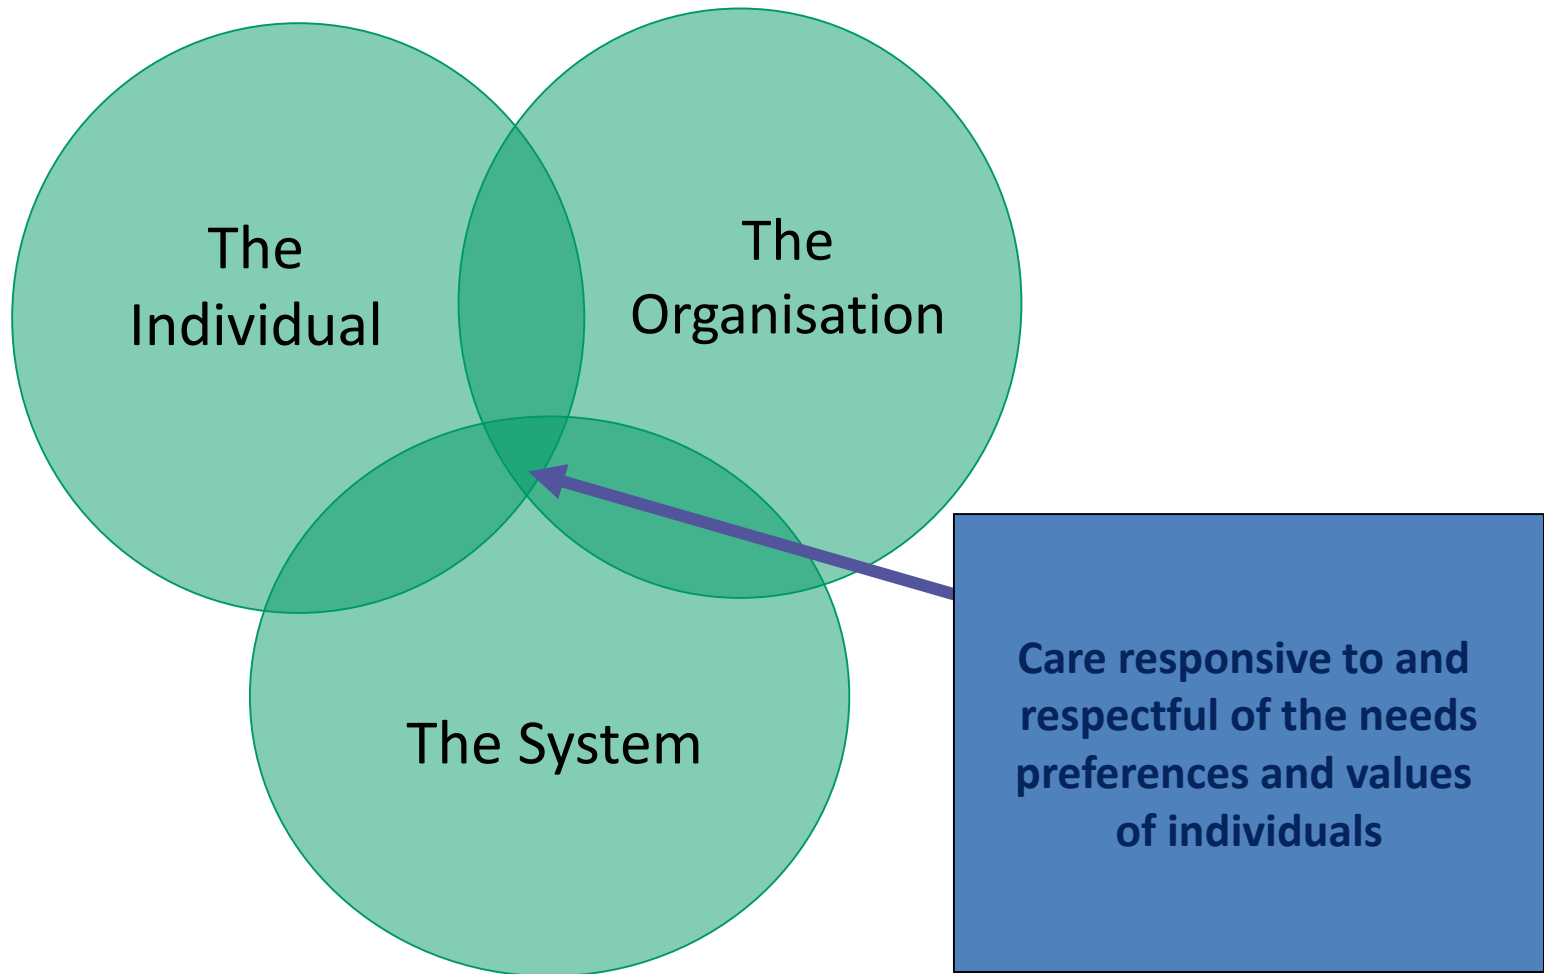 The
Individual
The
Organisation
The System
Care responsive to and
respectful of the needs
preferences and values
of individuals